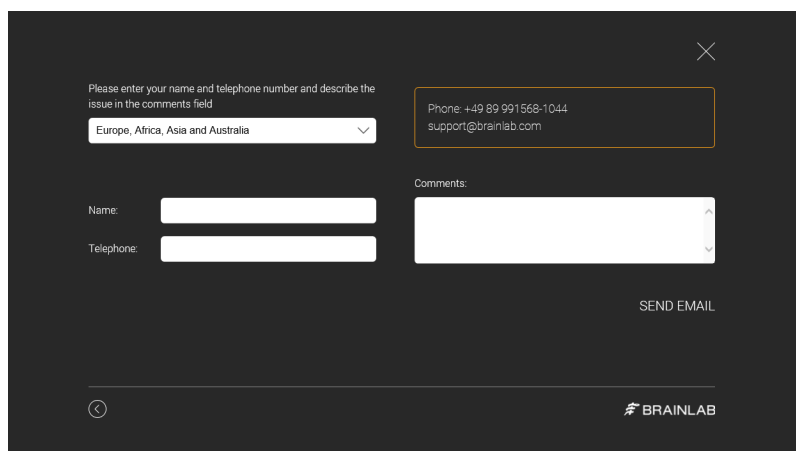 Please enter your name and telephone number and describe the
issue in the comments field
Europe, Africa, Asia and Australia
Phone: +49 89 991568-1044
support@brainlab.com
Comments:
Name:
Telephone:
SEND EMAIL
BRAINLAB